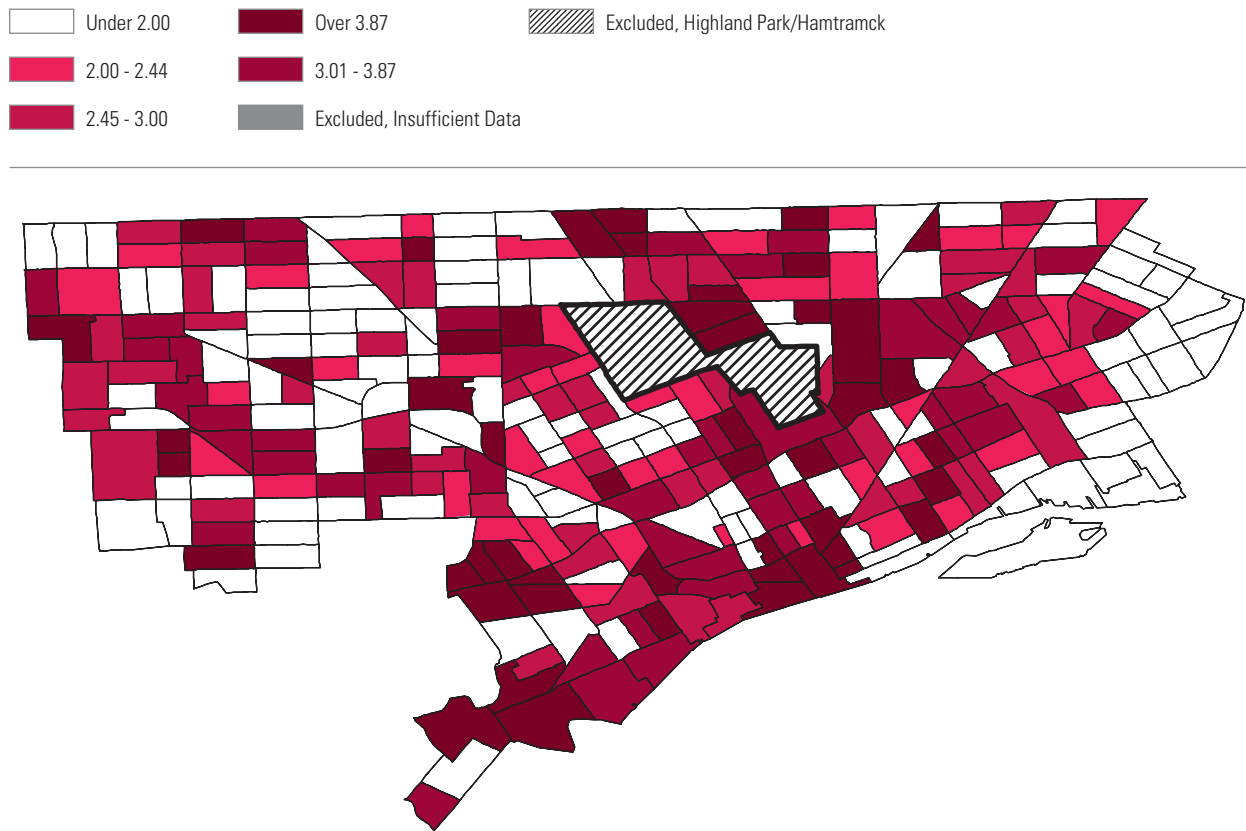 Under 2.00
Over 3.87
Excluded, Highland Park/Hamtramck
2.00 - 2.44
3.01 - 3.87
2.45 - 3.00
Excluded, Insufficient Data